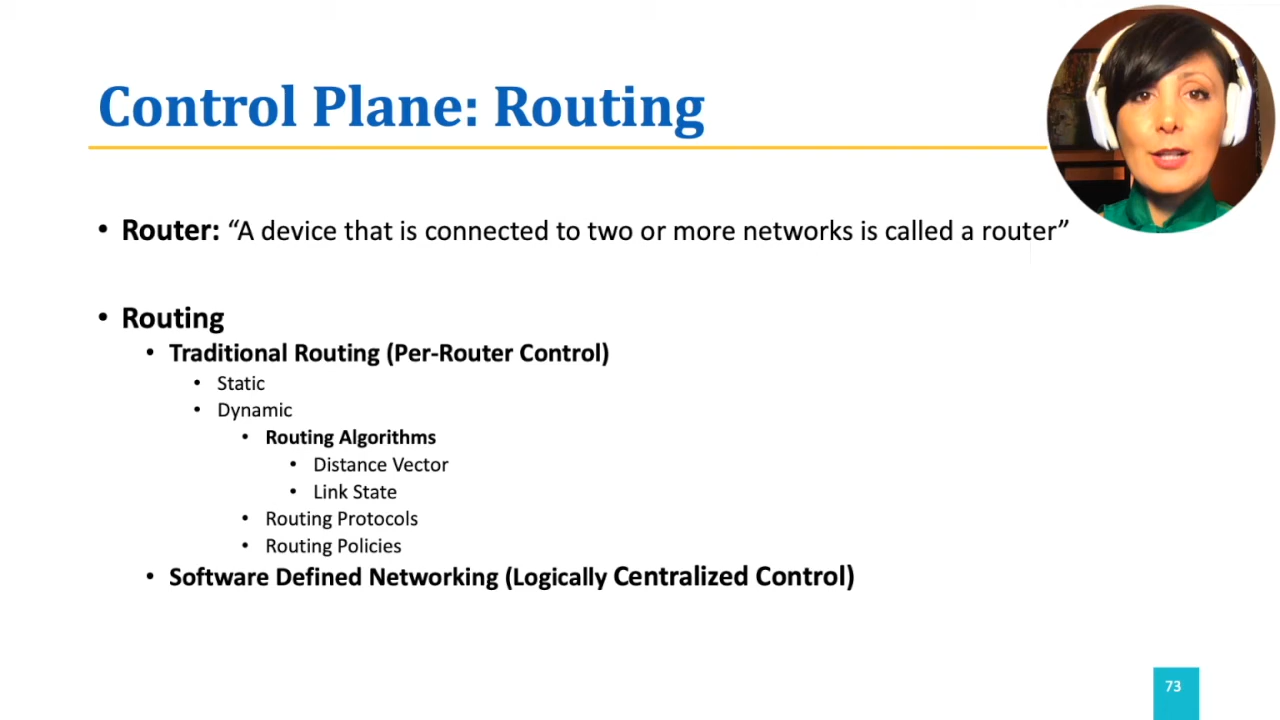 Control Plane: Routing
• Router: “A device that is connected to two or more networks is called a router”
• Routing
• Traditional Routing (Per-Router Control)
• Static
• Dynamic
• Routing Algorithms
• Distance Vector
• Link State
• Routing Protocols
• Routing Policies
• Software Defined Networking (Logically Centralized Control)
73